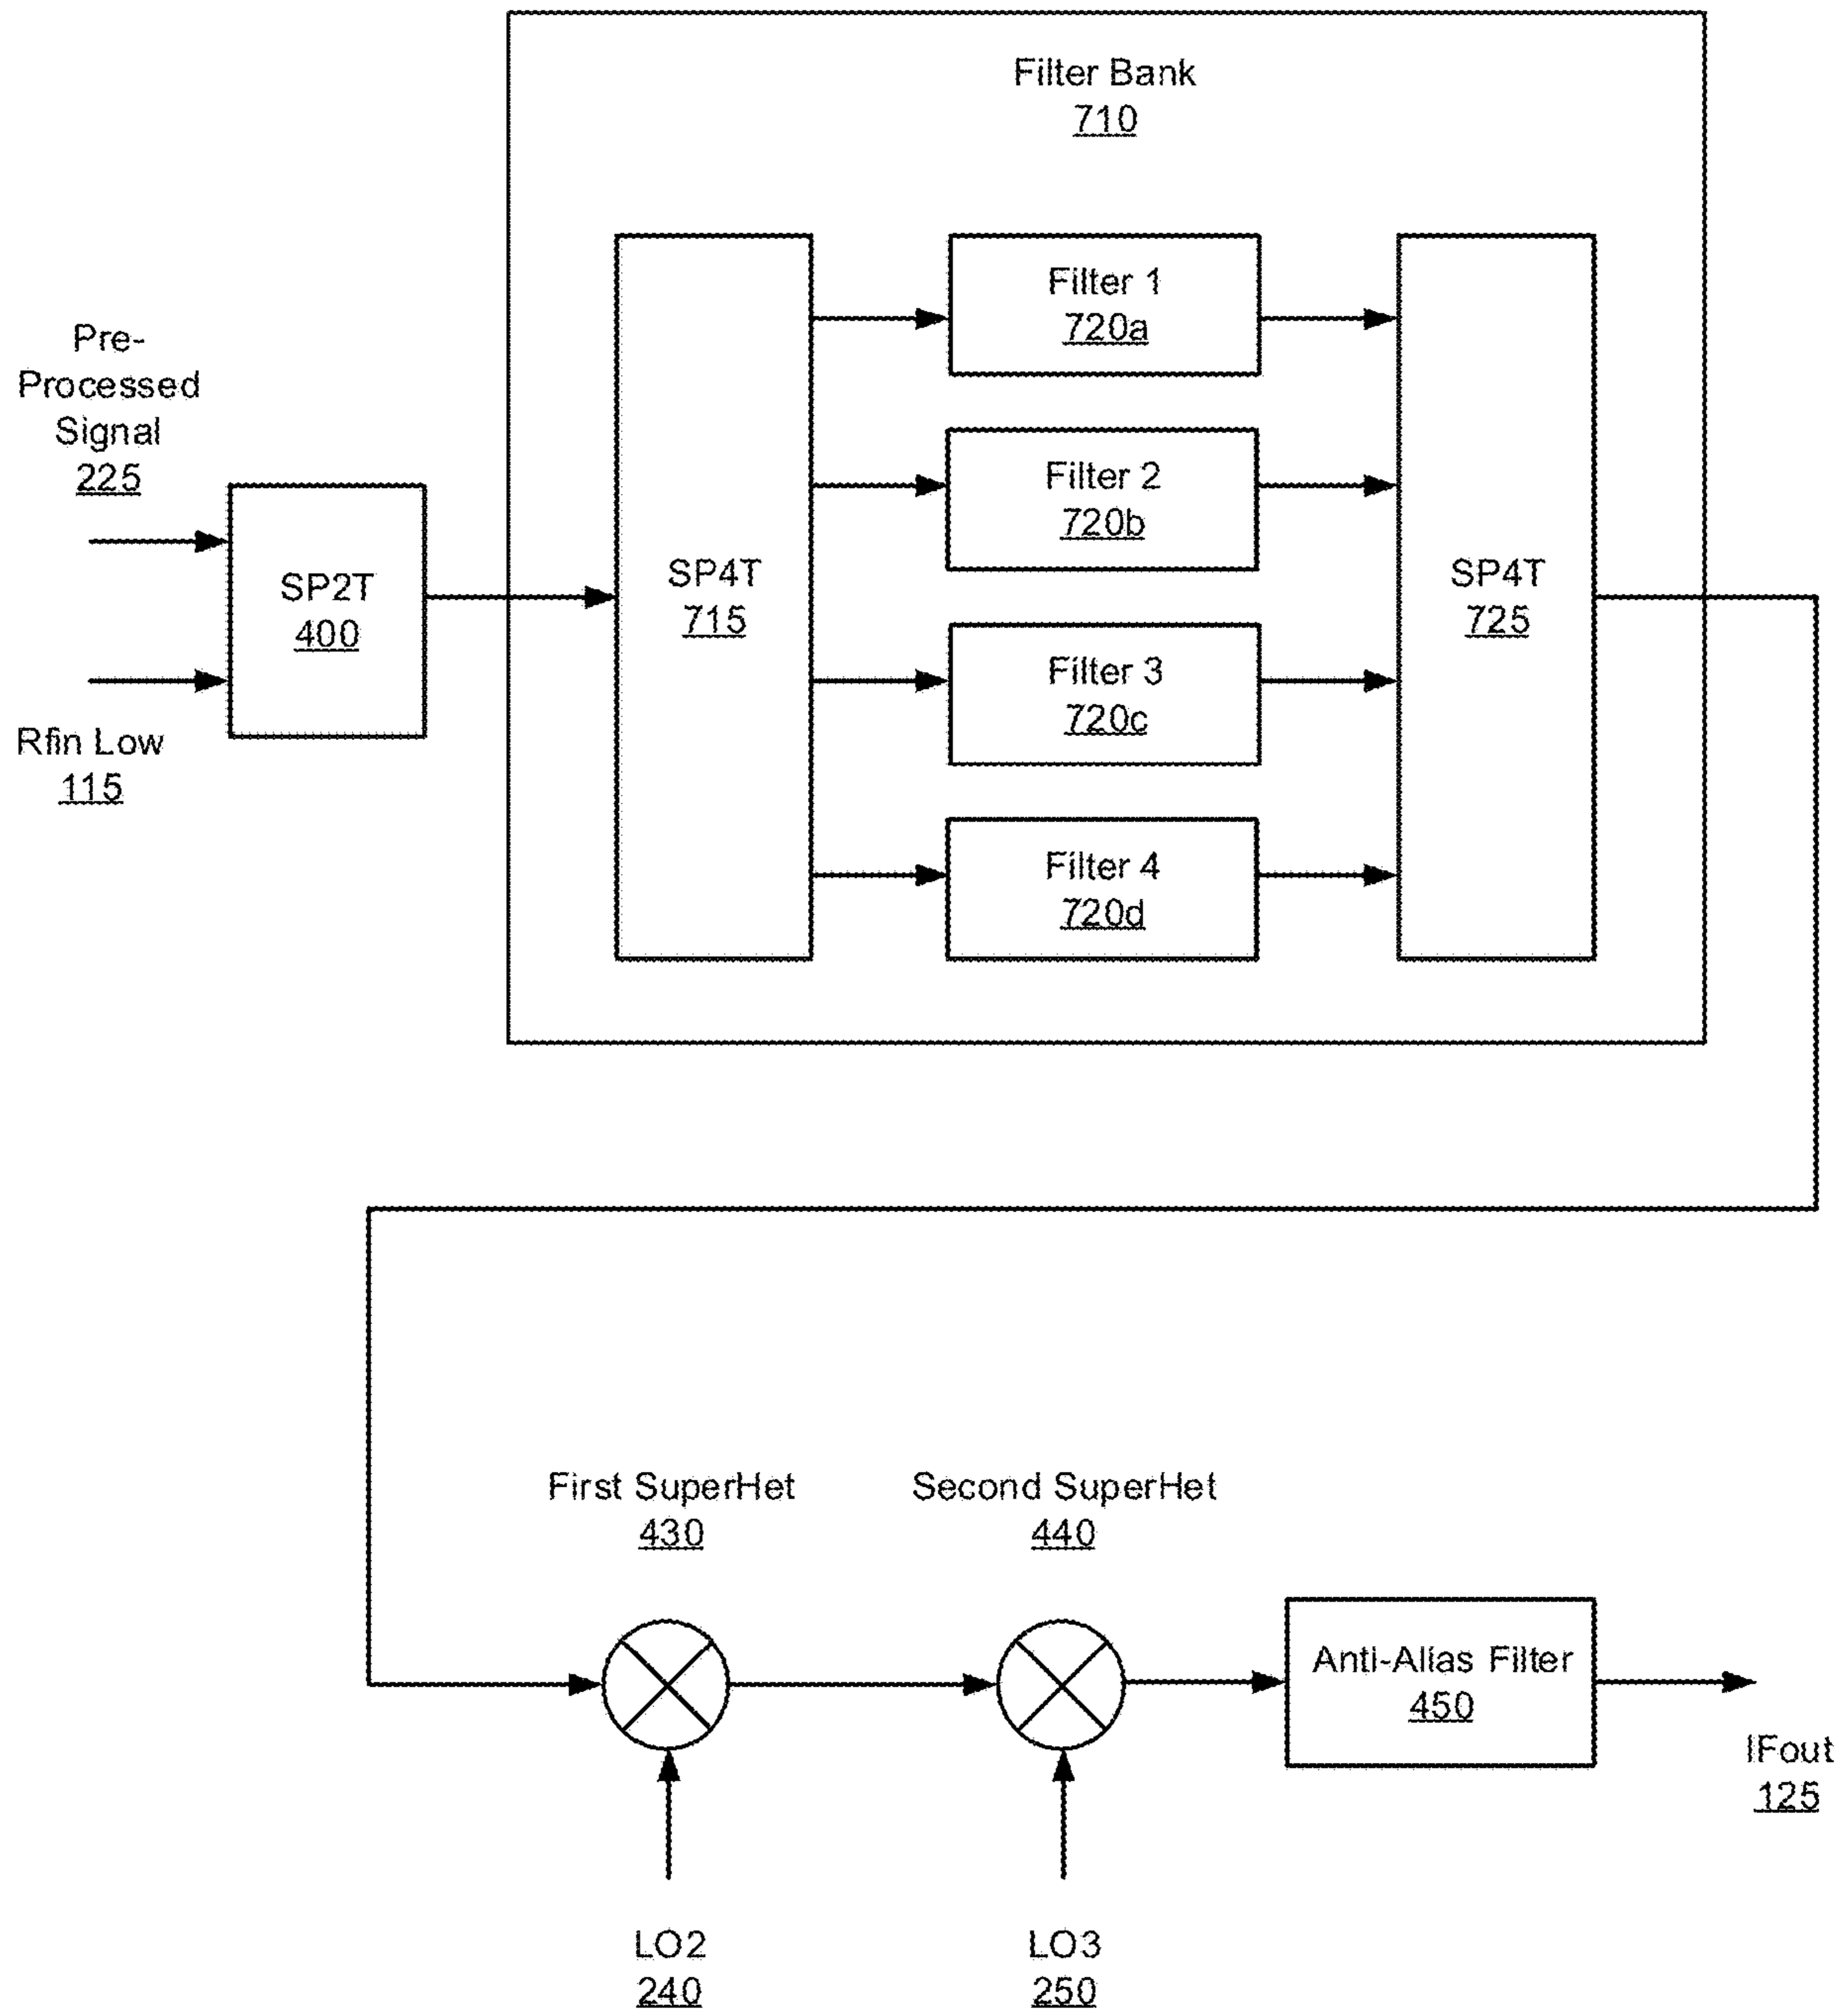 Filter Bank
710
Pre-
Processed
Signal
225
Rfin Low
115
SP2T
400
SP4T
715
Filter 1
720a
Filter 2
720b
Filter 3
720c
Filter 4
720d
SP4T
725
First SuperHet
430
Second SuperHet
440
Anti-Alias Filter
450
IFout
125
LO2
240
LO3
250